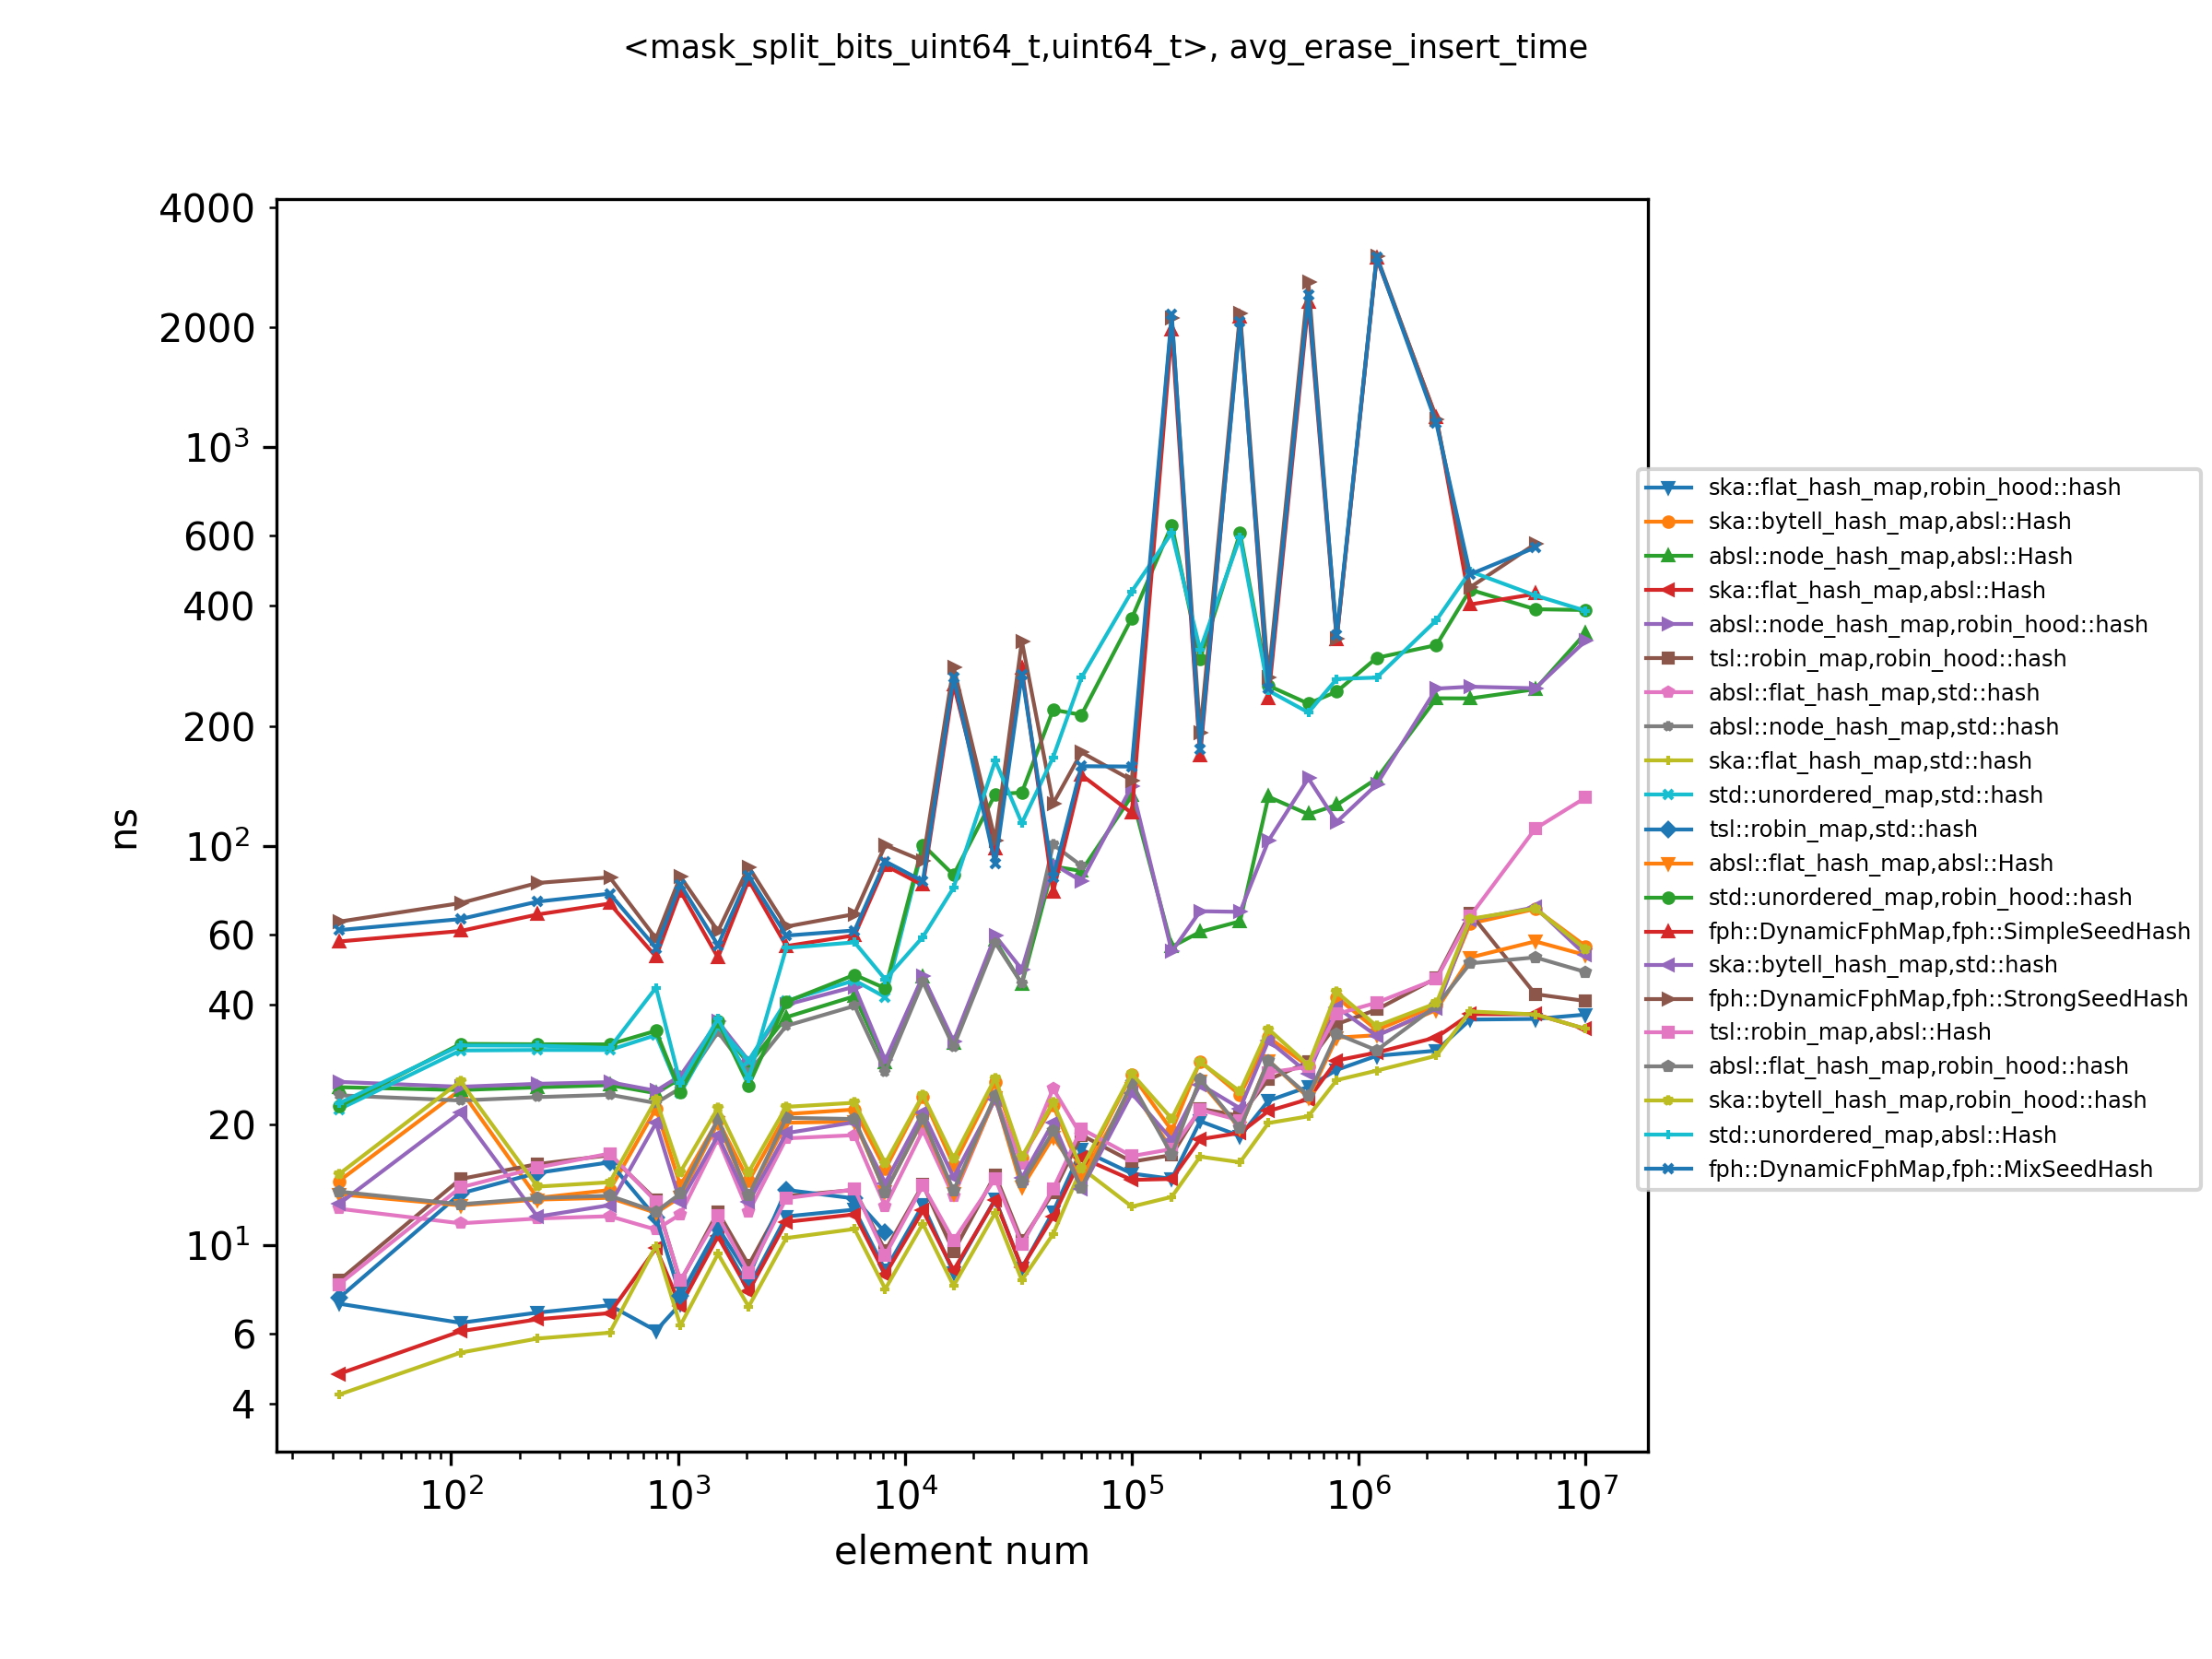 <mask_split_bits_uint64_t,uint64_t>, avg_erase_insert_time
4000
2000
10³
600
400
200
10²
60
40
20
10¹
6
4
ns
10² 10³ 10⁴ 10⁵ 10⁶ 10⁷
element num
ska::flat_hash_map,robin_hood::hash
ska::bytell_hash_map,absl::Hash
absl::node_hash_map,absl::Hash
ska::flat_hash_map,absl::Hash
absl::node_hash_map,robin_hood::hash
tsl::robin_map,robin_hood::hash
absl::flat_hash_map,std::hash
absl::node_hash_map,std::hash
ska::flat_hash_map,std::hash
std::unordered_map,std::hash
tsl::robin_map,std::hash
absl::flat_hash_map,absl::Hash
std::unordered_map,robin_hood::hash
fph::DynamicFphMap,fph::SimpleSeedHash
ska::bytell_hash_map,std::hash
fph::DynamicFphMap,fph::StrongSeedHash
tsl::robin_map,absl::Hash
absl::flat_hash_map,robin_hood::hash
ska::bytell_hash_map,robin_hood::hash
std::unordered_map,absl::Hash
fph::DynamicFphMap,fph::MixSeedHash